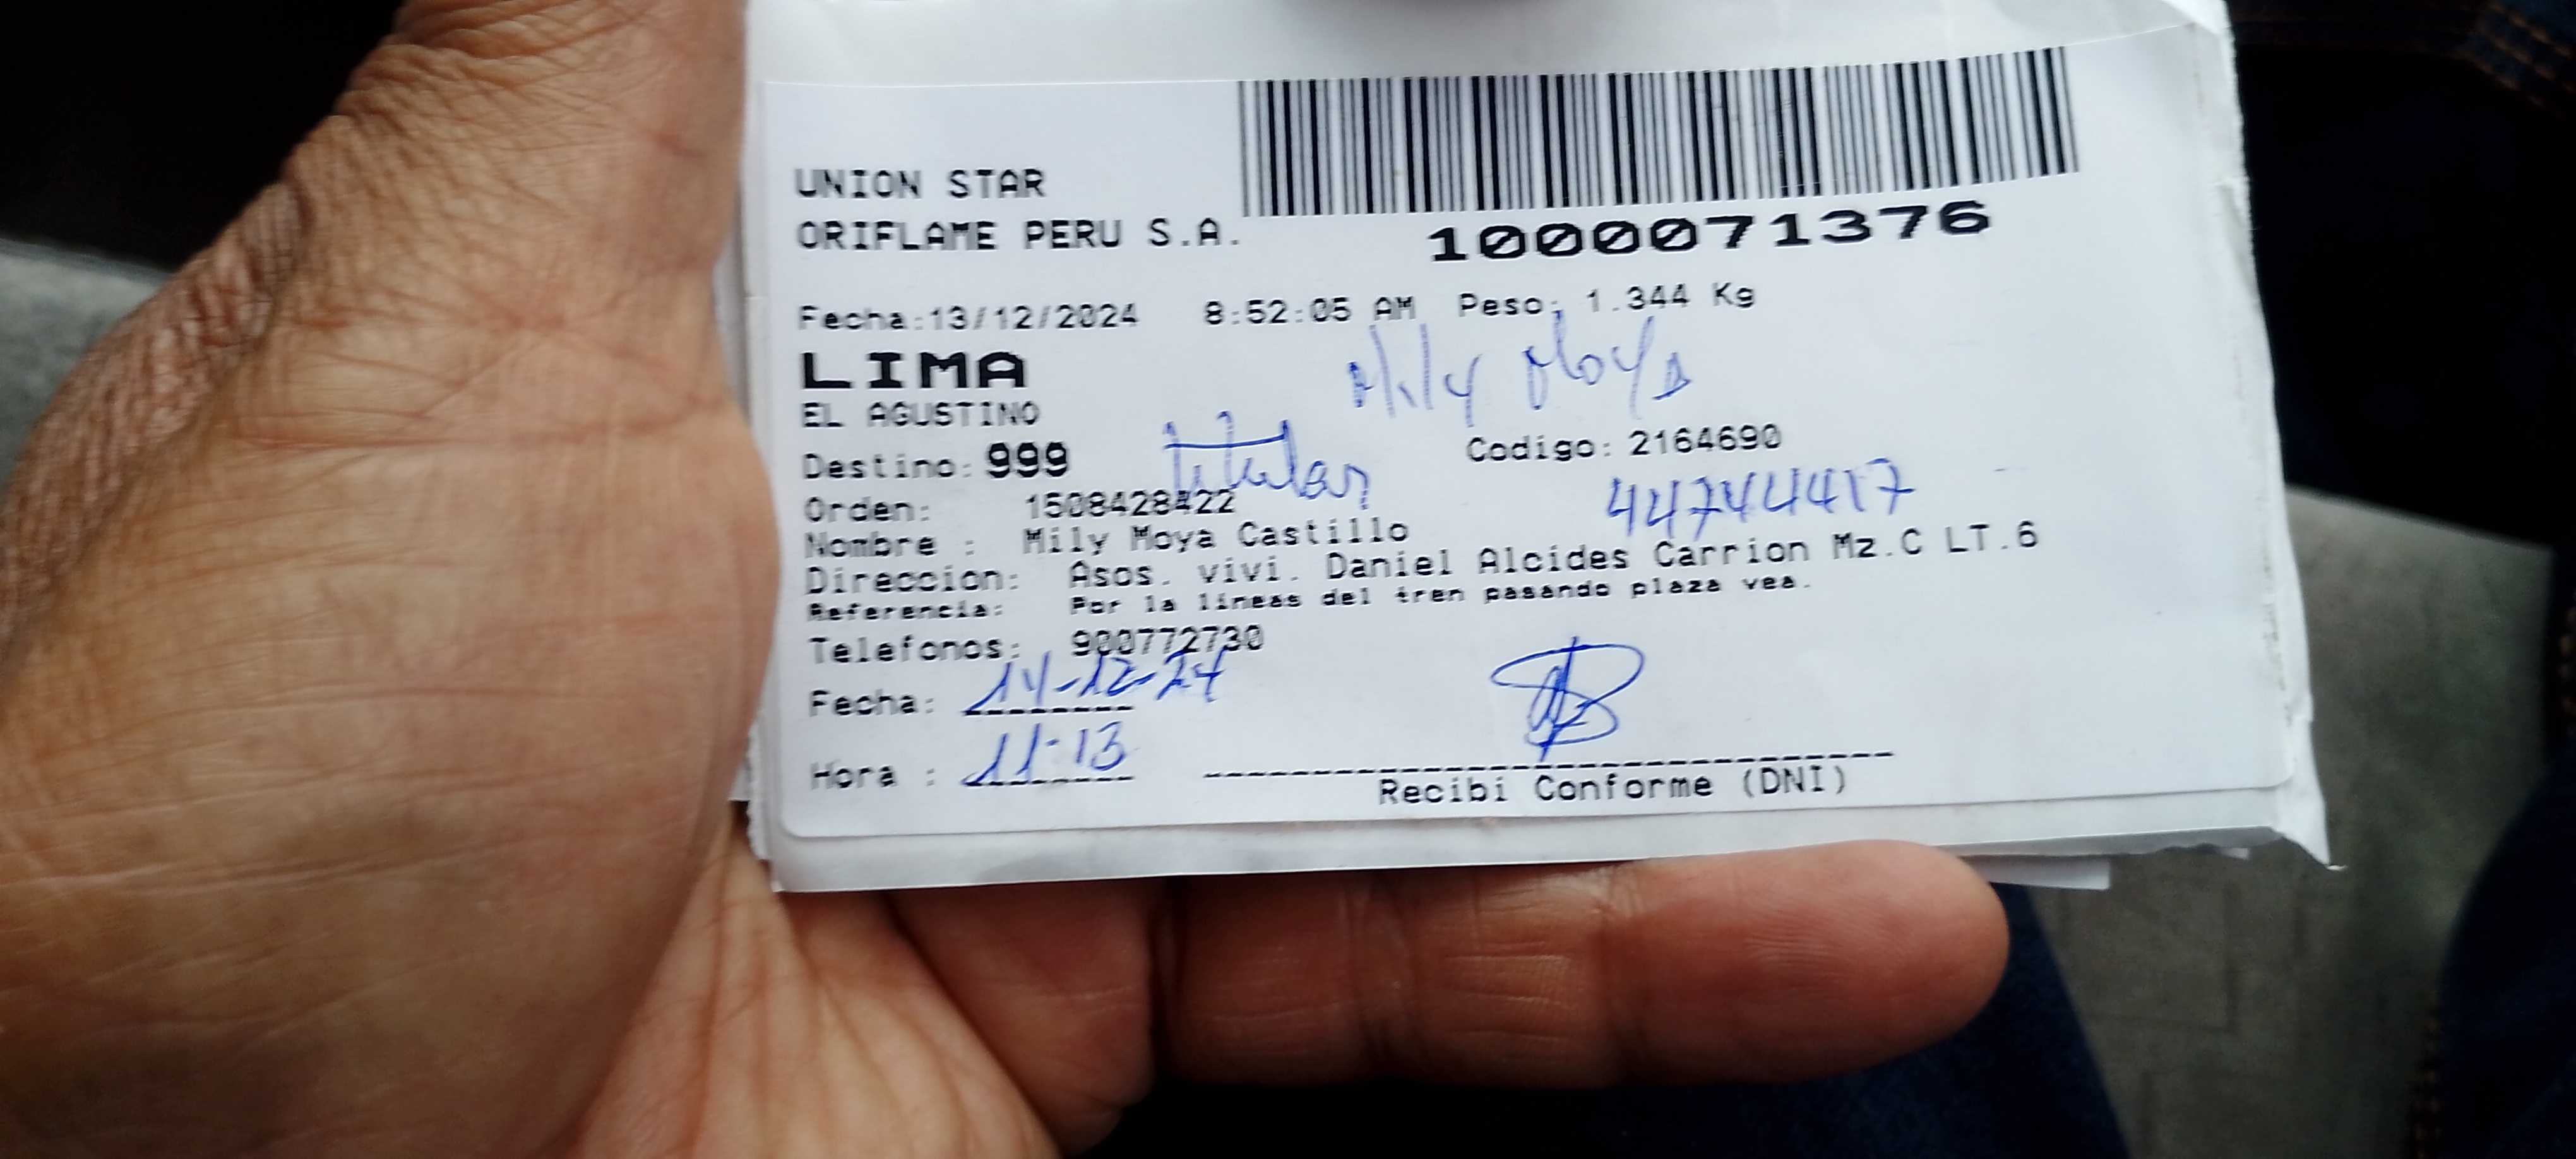 UNION STAR
ORIFLAME PERU S.A.
1000071376
Fecha:13/12/2024 8:52:05 AM Peso: 1.344 Kg
LIMA
Mily Moya
EL AGUSTINO
Destino: 999 titular Codigo: 2164690
Orden: 1508428422 44744417
Nombre : Mily Moya Castillo
Direccion: Asos. vivi. Daniel Alcides Carrion Mz.C LT.6
Referencia: Por la lineas del tren pasando plaza vea.
Telefonos: 900772730
Fecha: 14-12-24
Hora : 11:13
Recibi Conforme (DNI)